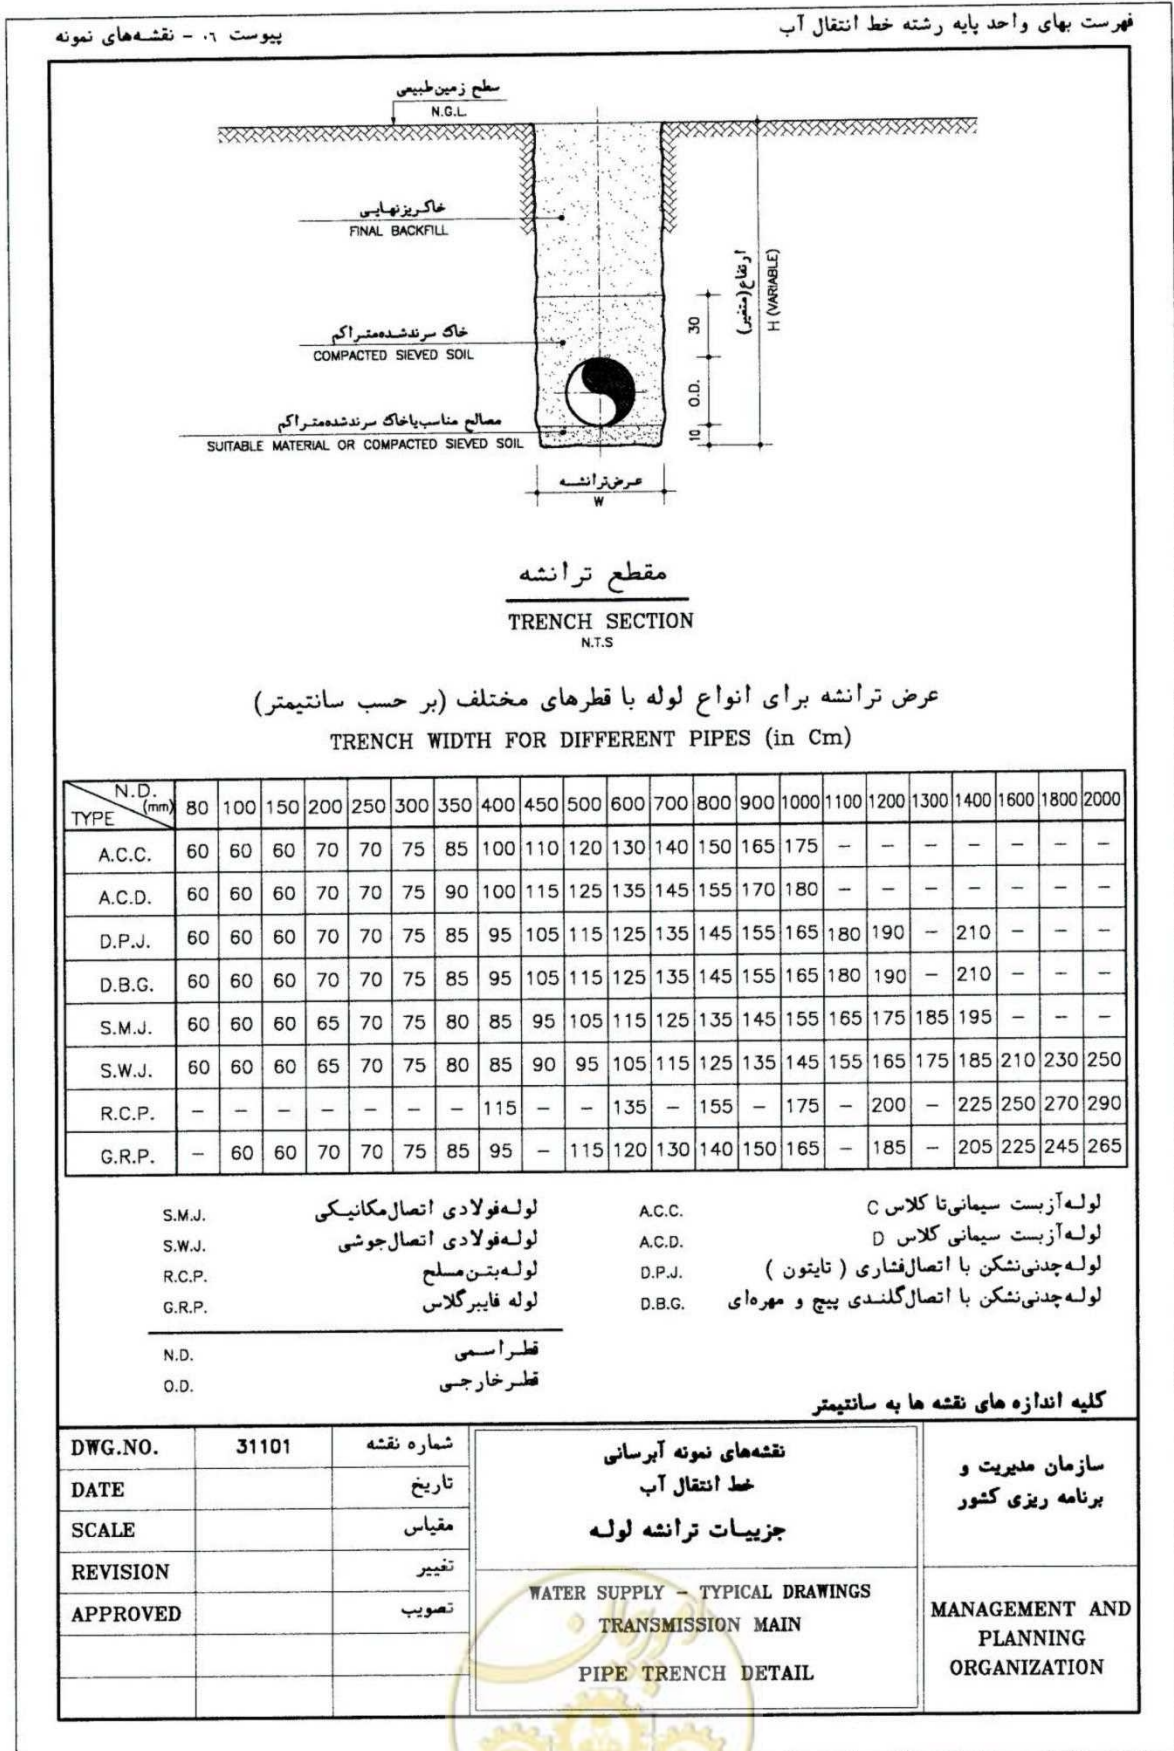 فهرست بهای واحد پایه رشته خط انتقال آب
پیوست ۰۶ - نقشه‌های نمونه
سطح زمین‌طبیعی
N.G.L.
خاکریزنهایی
FINAL BACKFILL
خاک سرندشده‌متراکم
COMPACTED SIEVED SOIL
مصالح مناسب‌یاخاک سرندشده‌متراکم
SUITABLE MATERIAL OR COMPACTED SIEVED SOIL
30
O.D.
10
ارتفاع(متغیر)
H (VARIABLE)
عرض‌ترانشه
W
مقطع ترانشه
TRENCH SECTION
N.T.S
عرض ترانشه برای انواع لوله با قطرهای مختلف (بر حسب سانتیمتر)
TRENCH WIDTH FOR DIFFERENT PIPES (in Cm)
TYPE N.D. (mm) 80 100 150 200 250 300 350 400 450 500 600 700 800 900 1000 1100 1200 1300 1400 1600 1800 2000
A.C.C. 60 60 60 70 70 75 85 100 110 120 130 140 150 165 175 – – – – – – –
A.C.D. 60 60 60 70 70 75 90 100 115 125 135 145 155 170 180 – – – – – – –
D.P.J. 60 60 60 70 70 75 85 95 105 115 125 135 145 155 165 180 190 – 210 – – –
D.B.G. 60 60 60 70 70 75 85 95 105 115 125 135 145 155 165 180 190 – 210 – – –
S.M.J. 60 60 60 65 70 75 80 85 95 105 115 125 135 145 155 165 175 185 195 – – –
S.W.J. 60 60 60 65 70 75 80 85 90 95 105 115 125 135 145 155 165 175 185 210 230 250
R.C.P. – – – – – – – 115 – – 135 – 155 – 175 – 200 – 225 250 270 290
G.R.P. – 60 60 70 70 75 85 95 – 115 120 130 140 150 165 – 185 – 205 225 245 265
لوله‌آزبست سیمانی‌تا کلاس C A.C.C.
لوله‌آزبست سیمانی کلاس D A.C.D.
لوله‌چدنی‌نشکن با اتصال‌فشاری ( تایتون ) D.P.J.
لوله‌چدنی‌نشکن با اتصال‌گلندی پیچ و مهره‌ای D.B.G.
لوله‌فولادی اتصال‌مکانیکی S.M.J.
لوله‌فولادی اتصال‌جوشی S.W.J.
لوله‌بتن‌مسلح R.C.P.
لوله فایبرگلاس G.R.P.
قطراسمی N.D.
قطرخارجی O.D.
کلیه اندازه های نقشه ها به سانتیمتر
DWG.NO. 31101 شماره نقشه
DATE تاریخ
SCALE مقیاس
REVISION تغییر
APPROVED تصویب
نقشه‌های نمونه آبرسانی
خط انتقال آب
جزییات ترانشه لوله
WATER SUPPLY – TYPICAL DRAWINGS
TRANSMISSION MAIN
PIPE TRENCH DETAIL
سازمان مدیریت و
برنامه ریزی کشور
MANAGEMENT AND
PLANNING
ORGANIZATION